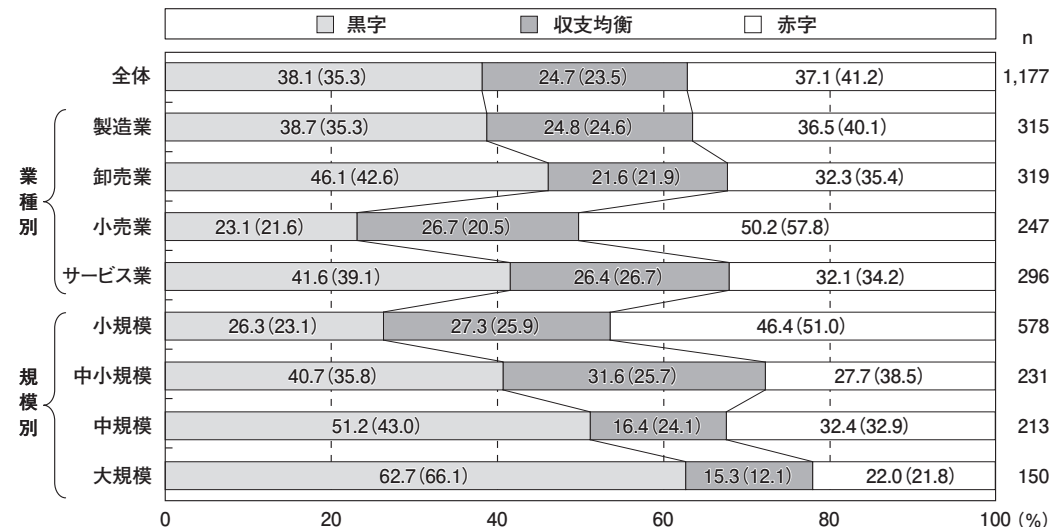 黒字 収支均衡 赤字
n
全体 38.1(35.3) 24.7(23.5) 37.1(41.2) 1,177
業種別
製造業 38.7(35.3) 24.8(24.6) 36.5(40.1) 315
卸売業 46.1(42.6) 21.6(21.9) 32.3(35.4) 319
小売業 23.1(21.6) 26.7(20.5) 50.2(57.8) 247
サービス業 41.6(39.1) 26.4(26.7) 32.1(34.2) 296
規模別
小規模 26.3(23.1) 27.3(25.9) 46.4(51.0) 578
中小規模 40.7(35.8) 31.6(25.7) 27.7(38.5) 231
中規模 51.2(43.0) 16.4(24.1) 32.4(32.9) 213
大規模 62.7(66.1) 15.3(12.1) 22.0(21.8) 150
0 20 40 60 80 100 (%)